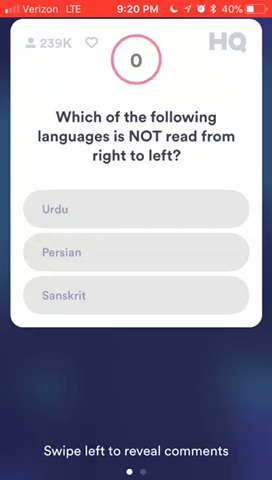 Verizon LTE 9:20 PM 40%
239K HQ
0
Which of the following
languages is NOT read from
right to left?
Urdu
Persian
Sanskrit
Swipe left to reveal comments